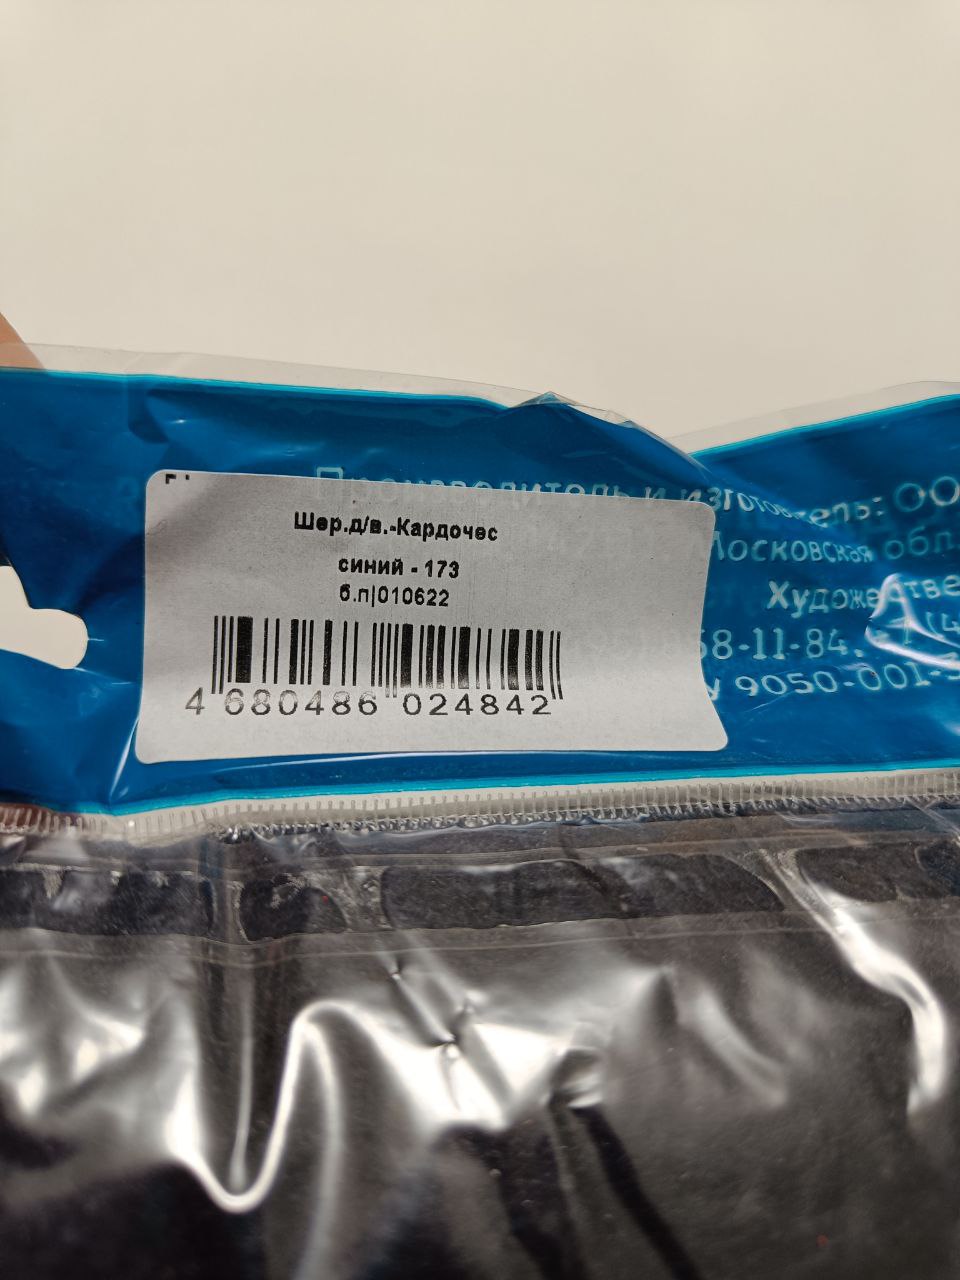 Производитель и изготовитель: ОО
Московская обл.
Художестве
58-11-84.
у 9050-001-
Шер.д/в.-Кардочес
синий - 173
б.п|010622
4 680486 024842